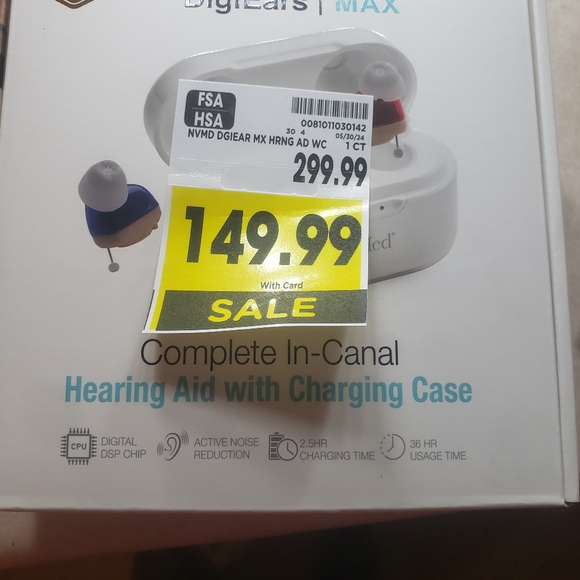 DigiEars | MAX
FSA
HSA
0081011030142
30 4 05/30/24
NVMD DGIEAR MX HRNG AD WC 1 CT
299.99
149.99
With Card
SALE
Complete In-Canal
Hearing Aid with Charging Case
CPU
DIGITAL
DSP CHIP
ACTIVE NOISE
REDUCTION
2.5HR
CHARGING TIME
36 HR
USAGE TIME